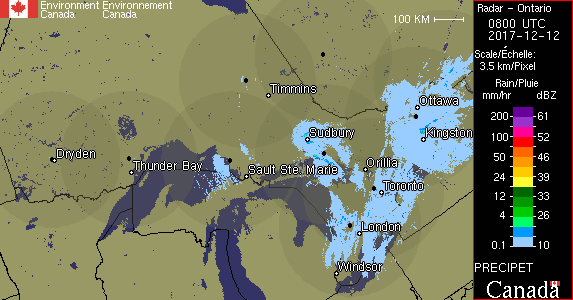 Environment Environnement
Canada Canada
100 KM
Radar - Ontario
0800 UTC
2017-12-12
Scale/Échelle:
3.5 km/Pixel
Rain/Pluie
mm/hr dBZ
200 61
100 52
50 46
24 39
12 33
4 26
1 20
0.1 10
PRECIPET
Canada
Timmins
Ottawa
Sudbury
Kingston
Dryden
Thunder Bay
Sault Ste. Marie
Orillia
Toronto
London
Windsor